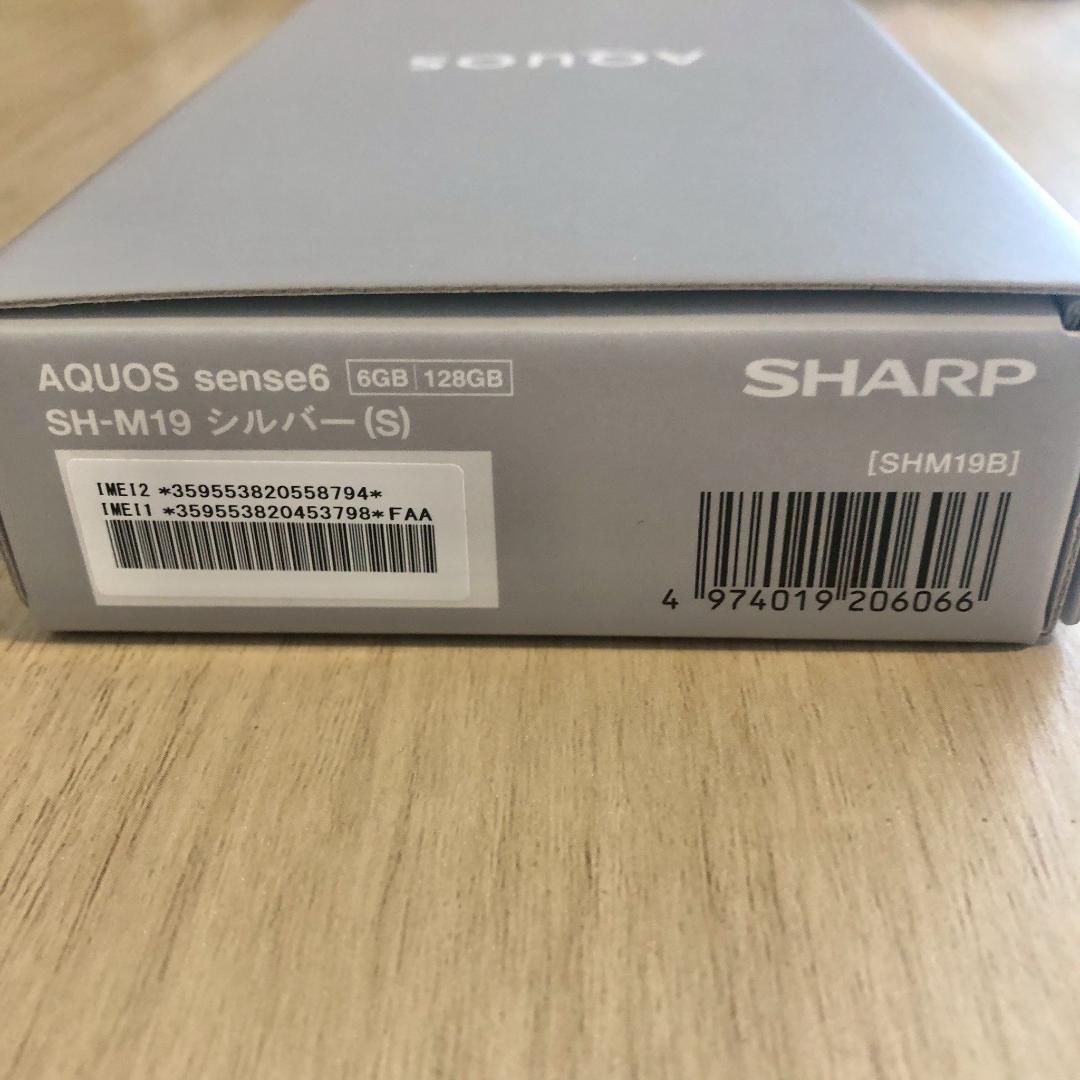 AQUOS
AQUOS sense6 6GB 128GB
SH-M19 シルバー(S)
SHARP
[SHM19B]
IMEI2 *359553820558794*
IMEI1 *359553820453798*FAA
4 974019 206066